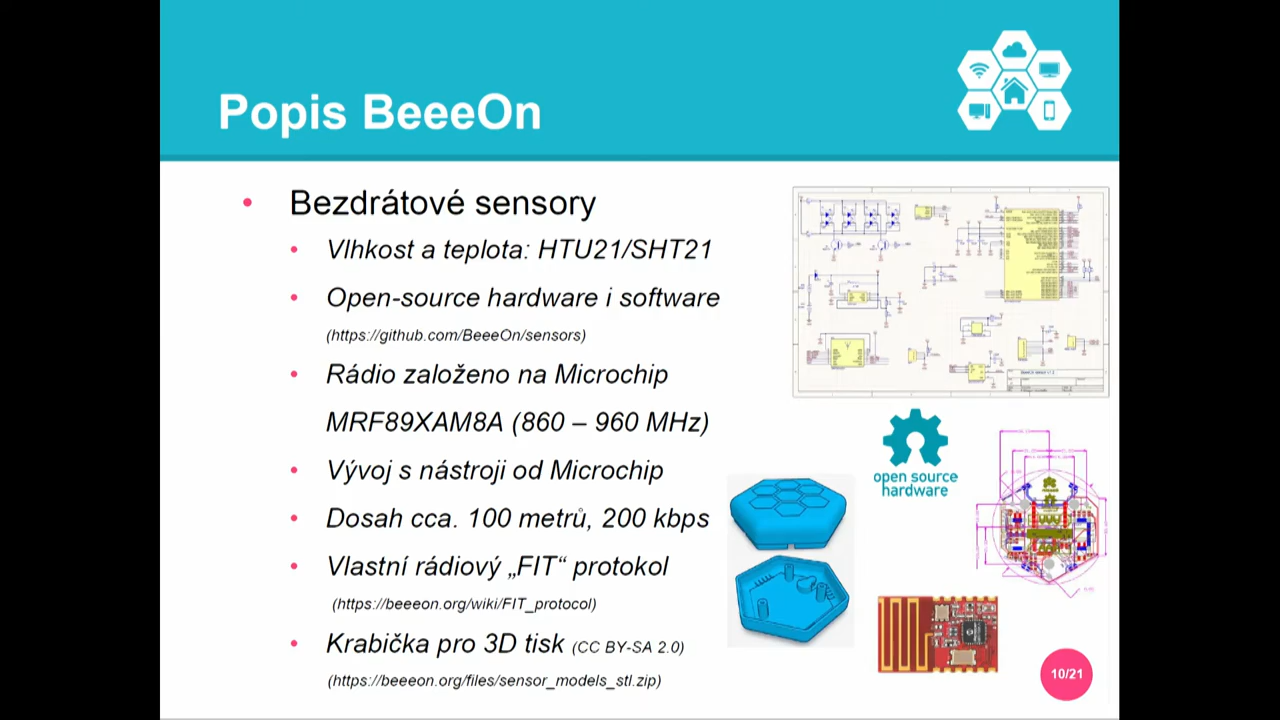 Popis BeeeOn
Bezdrátové sensory
Vlhkost a teplota: HTU21/SHT21
Open-source hardware i software
(https://github.com/BeeeOn/sensors)
Rádio založeno na Microchip
MRF89XAM8A (860 – 960 MHz)
Vývoj s nástroji od Microchip
Dosah cca. 100 metrů, 200 kbps
Vlastní rádiový „FIT“ protokol
(https://beeeon.org/wiki/FIT_protocol)
Krabička pro 3D tisk (CC BY-SA 2.0)
(https://beeeon.org/files/sensor_models_stl.zip)
open source
hardware
10/21